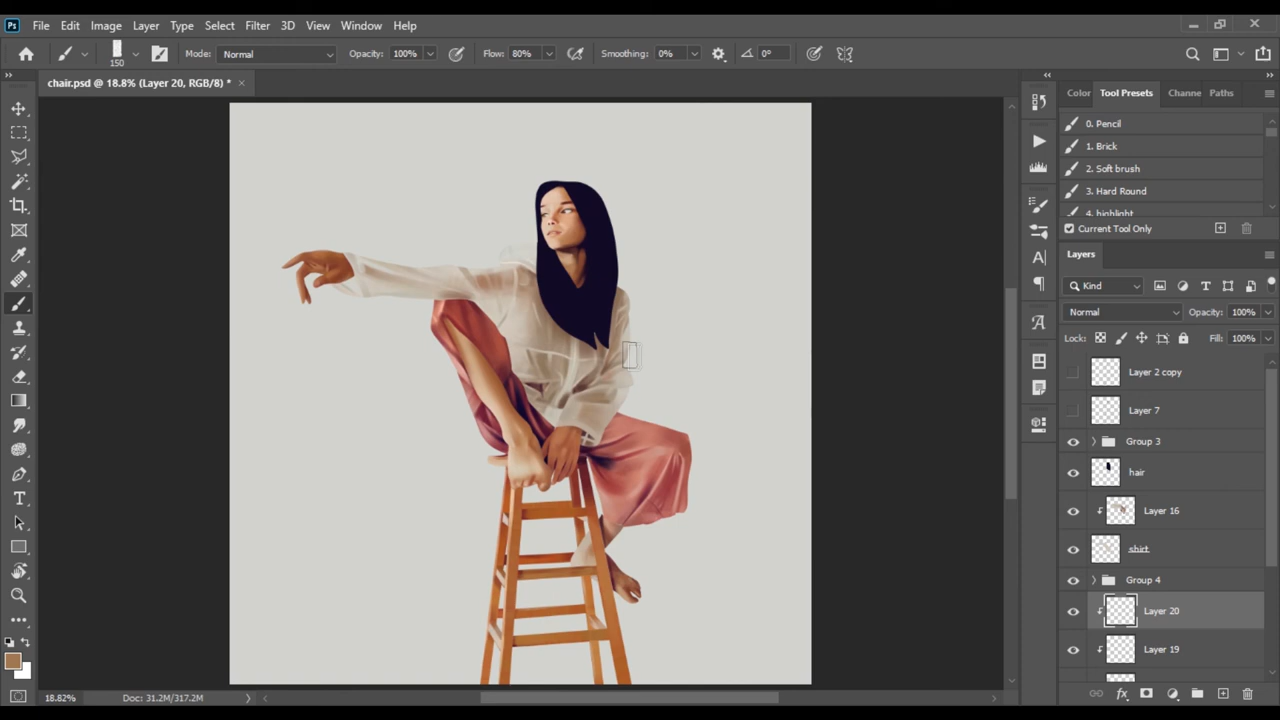 Ps File Edit Image Layer Type Select Filter 3D View Window Help
150 Mode: Normal Opacity: 100% Flow: 80% Smoothing: 0% 0°
chair.psd @ 18.8% (Layer 20, RGB/8) *
Color Tool Presets Channe Paths
0. Pencil
1. Brick
2. Soft brush
3. Hard Round
4. highlight
Current Tool Only
Layers
Kind
Normal Opacity: 100%
Lock: Fill: 100%
Layer 2 copy
Layer 7
Group 3
hair
Layer 16
shirt
Group 4
Layer 20
Layer 19
18.82% Doc: 31.2M/317.2M